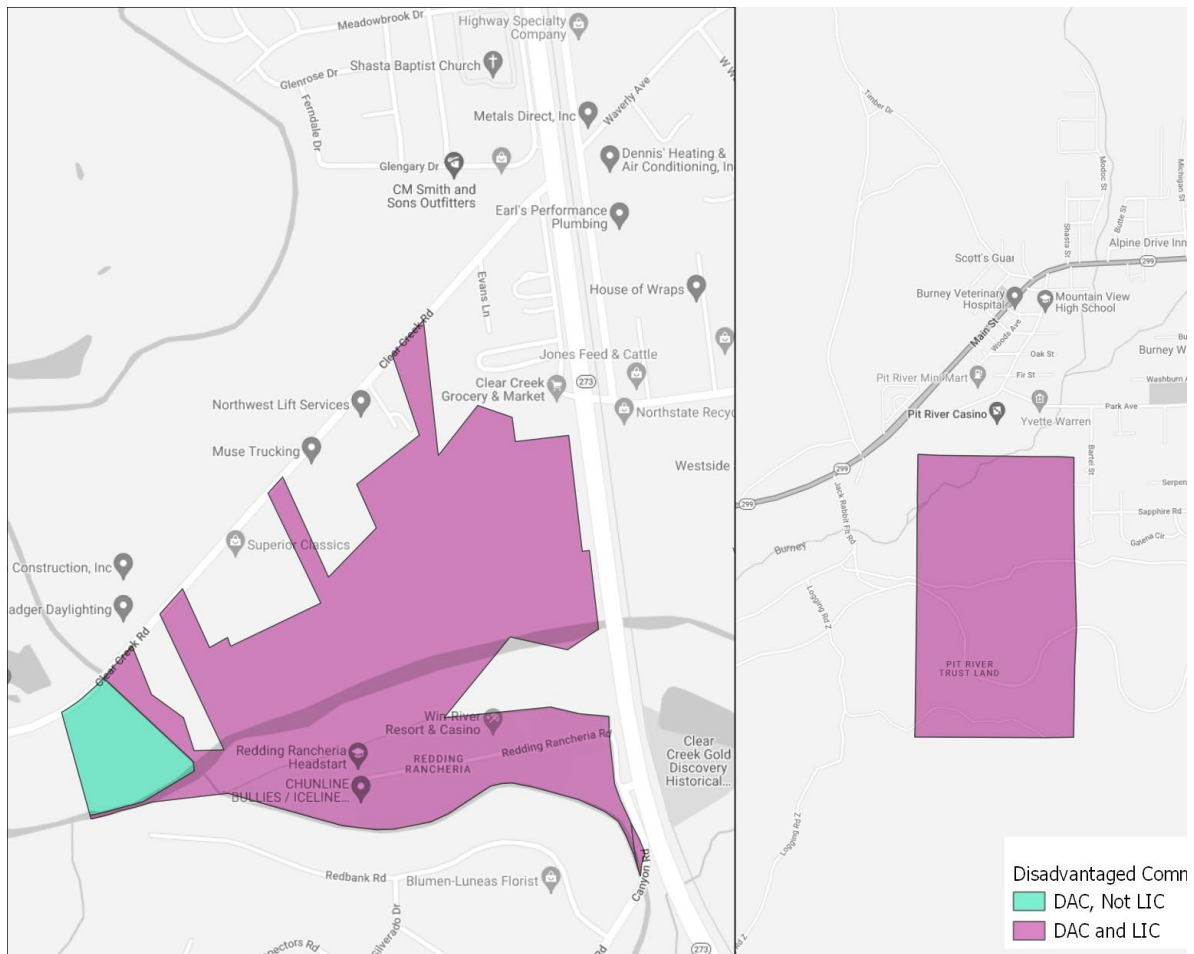 Meadowbrook Dr
Highway Specialty
Company
Shasta Baptist Church
Glenrose Dr
Ferndale Dr
Metals Direct, Inc
Waverly Ave
Glengary Dr
CM Smith and
Sons Outfitters
Dennis' Heating &
Air Conditioning, In
Earl's Performance
Plumbing
Evans Ln
House of Wraps
Clear Creek Rd
Jones Feed & Cattle
Clear Creek
Grocery & Market
273
Northwest Lift Services
Northstate Recyc
Muse Trucking
Westside
Superior Classics
Construction, Inc
adger Daylighting
Clear Creek Rd
Win-River
Resort & Casino
Redding Rancheria
Headstart
REDDING
RANCHERIA
Redding Rancheria Rd
CHUNLINE
BULLIES / ICELINE...
Clear
Creek Gold
Discovery
Historical...
Canyon Rd
Redbank Rd
Blumen-Luneas Florist
Silverado Dr
pectors Rd
Rd
273
Timber Dr
Modoc St
Michigan St
Shasta St
Butte St
Alpine Drive Inn
299
Scott's Guar
Burney Veterinary
Hospital
Mountain View
High School
Main St
Woods Ave
Oak St
Burney W
Pit River Mini Mart
Fir St
Washburn A
Pit River Casino
Park Ave
Yvette Warren
Bartel St
299
299
Jack Rabbit Flt Rd
Serpen
Sapphire Rd
Galena Cir
Burney
Logging Rd Z
PIT RIVER
TRUST LAND
Logging Rd Z
Rd Z
Disadvantaged Comm
DAC, Not LIC
DAC and LIC